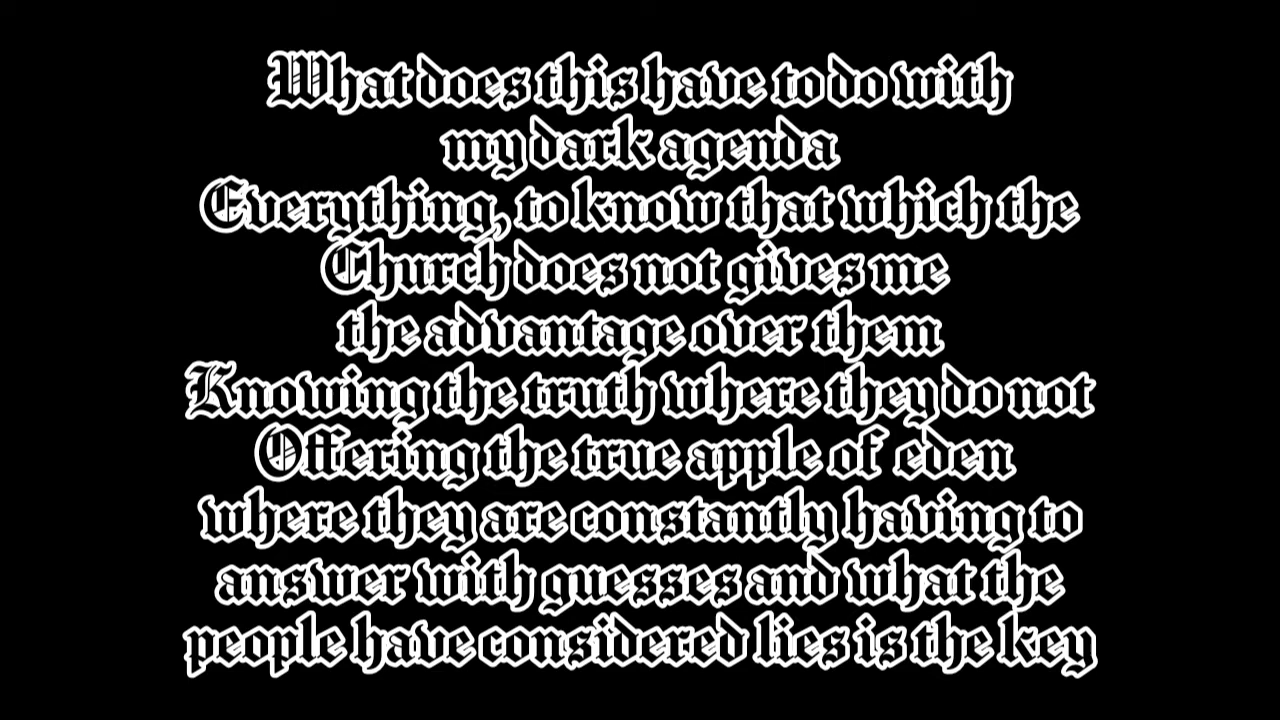 What does this have to do with
my dark agenda
Everything, to know that which the
Church does not gives me
the advantage over them
Knowing the truth where they do not
Offering the true apple of eden
where they are constantly having to
answer with guesses and what the
people have considered lies is the key